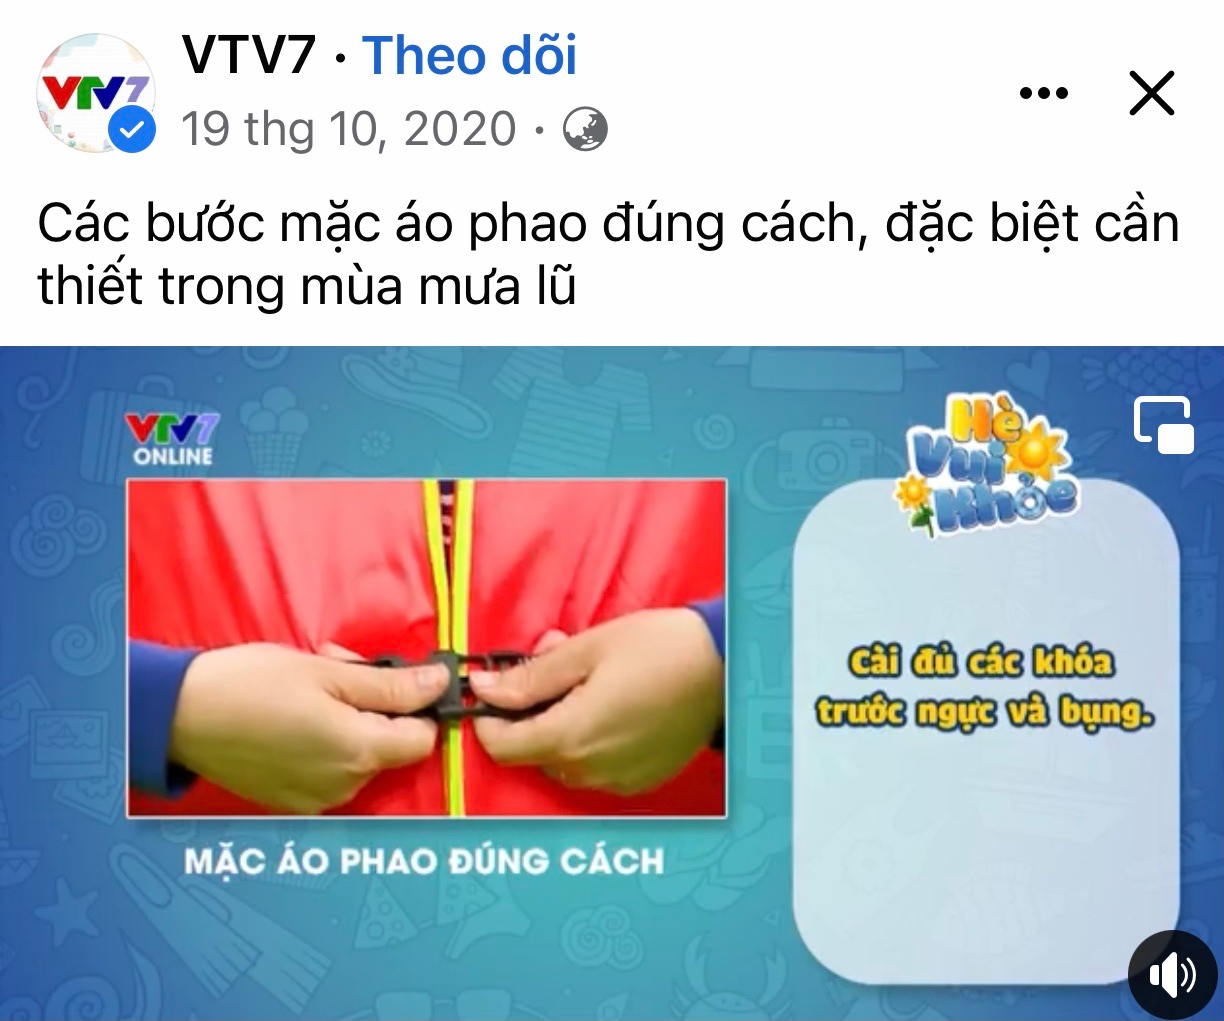 VTV7 · Theo dõi
19 thg 10, 2020 ·
Các bước mặc áo phao đúng cách, đặc biệt cần
thiết trong mùa mưa lũ
VTV7
VTV7
ONLINE
Hè
Vui
Khỏe
Cài đủ các khóa
trước ngực và bụng.
MẶC ÁO PHAO ĐÚNG CÁCH